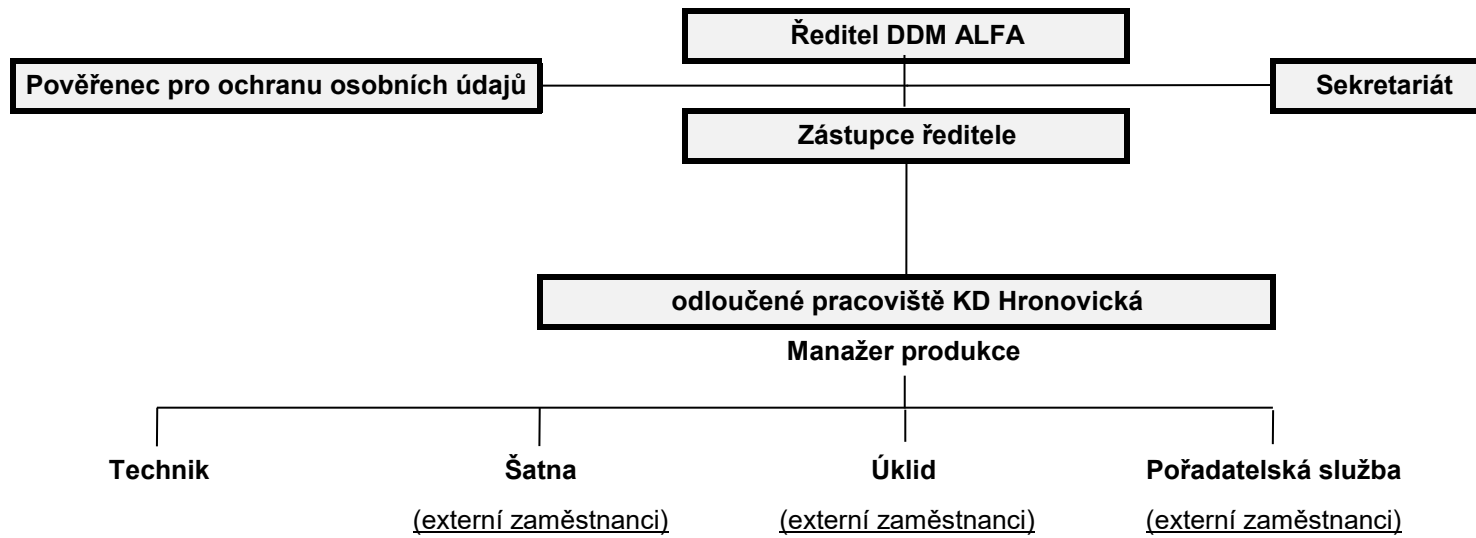 Ředitel DDM ALFA
Pověřenec pro ochranu osobních údajů
Sekretariát
Zástupce ředitele
odloučené pracoviště KD Hronovická
Manažer produkce
Technik
Šatna
Úklid
Pořadatelská služba
(externí zaměstnanci)
(externí zaměstnanci)
(externí zaměstnanci)